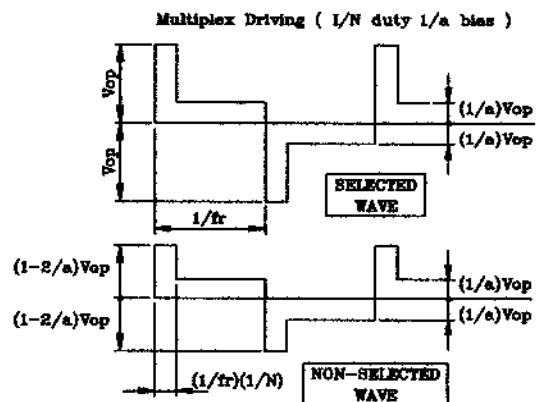 Multiplex Driving ( 1/N duty 1/a bias )
Vop
Vop
(1/a)Vop
(1/a)Vop
SELECTED
WAVE
1/fr
(1-2/a)Vop
(1-2/a)Vop
(1/a)Vop
(1/a)Vop
(1/fr)(1/N)
NON-SELECTED
WAVE